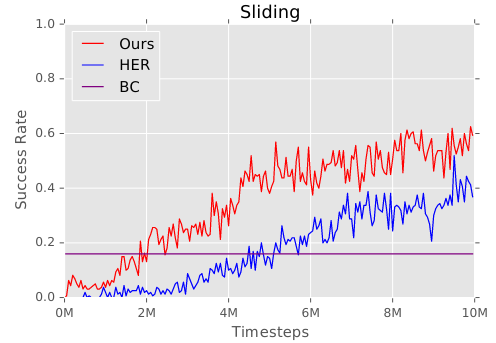 Sliding
1.0
0.8
0.6
0.4
0.2
0.0
Success Rate
Ours
HER
BC
0M
2M
4M
6M
8M
10M
Timesteps